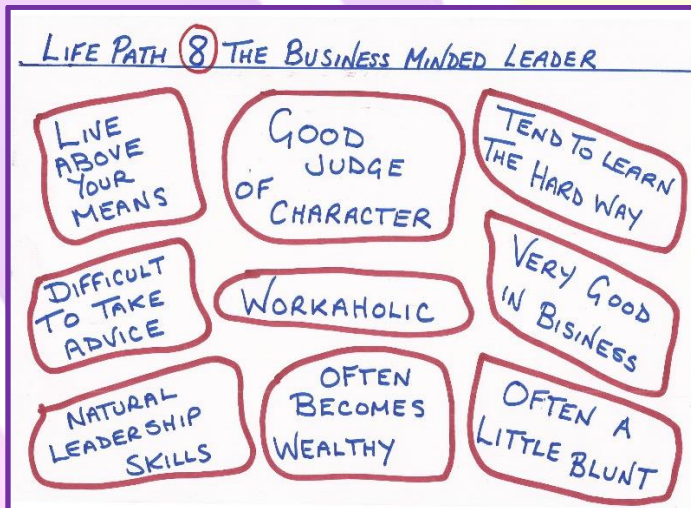 LIFE PATH 8 THE BUSINESS MINDED LEADER
LIVE
ABOVE
YOUR
MEANS
GOOD
JUDGE
OF
CHARACTER
TEND TO LEARN
THE HARD WAY
DIFFICULT
TO TAKE
ADVICE
WORKAHOLIC
VERY GOOD
IN BISINESS
NATURAL
LEADERSHIP
SKILLS
OFTEN
BECOMES
WEALTHY
OFTEN A
LITTLE BLUNT